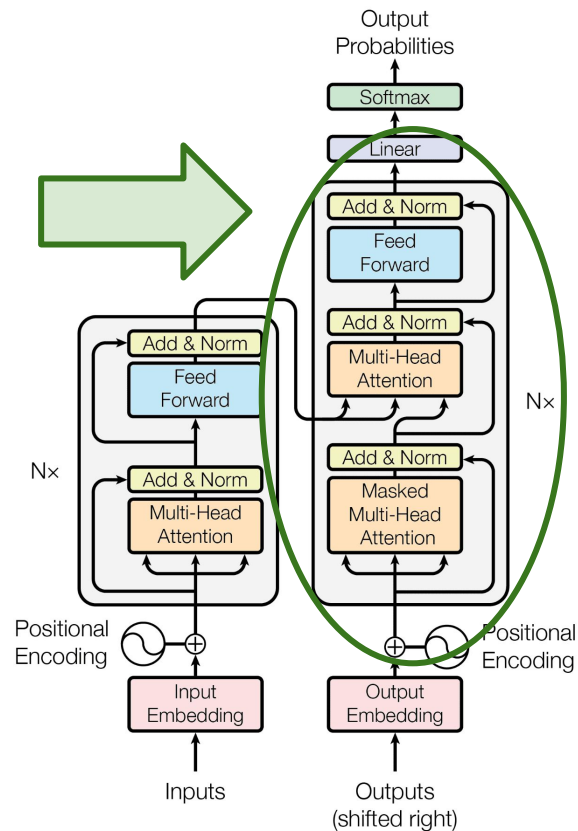 Output
Probabilities
Softmax
Linear
Add & Norm
Feed
Forward
Add & Norm
Multi-Head
Attention
Add & Norm
Masked
Multi-Head
Attention
N×
Add & Norm
Feed
Forward
N×
Add & Norm
Multi-Head
Attention
Positional
Encoding
Positional
Encoding
Input
Embedding
Output
Embedding
Inputs
Outputs
(shifted right)